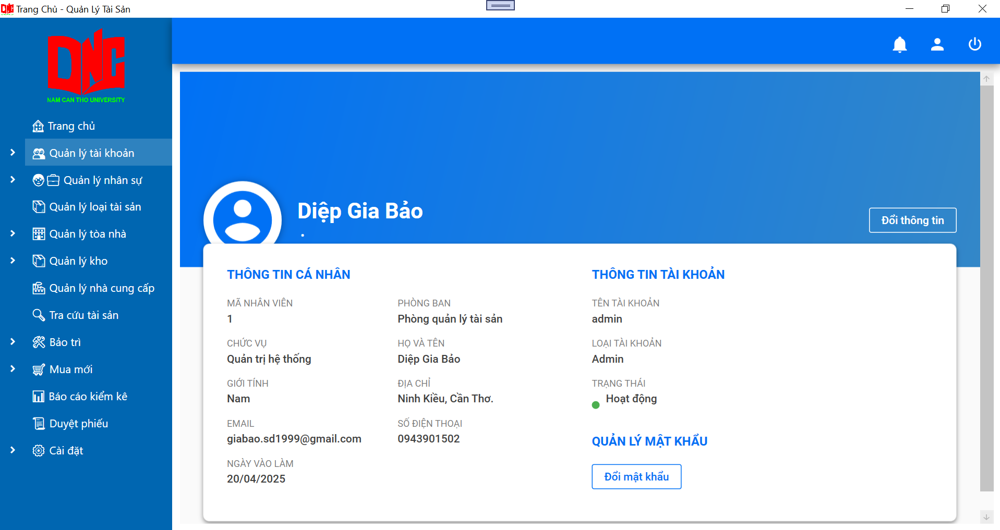 Trang Chủ - Quản Lý Tài Sản
DNC
NAM CAN THO UNIVERSITY
Trang chủ
Quản lý tài khoản
Quản lý nhân sự
Quản lý loại tài sản
Quản lý tòa nhà
Quản lý kho
Quản lý nhà cung cấp
Tra cứu tài sản
Bảo trì
Mua mới
Báo cáo kiểm kê
Duyệt phiếu
Cài đặt
Diệp Gia Bảo
Đổi thông tin
THÔNG TIN CÁ NHÂN
MÃ NHÂN VIÊN
1
PHÒNG BAN
Phòng quản lý tài sản
CHỨC VỤ
Quản trị hệ thống
HỌ VÀ TÊN
Diệp Gia Bảo
GIỚI TÍNH
Nam
ĐỊA CHỈ
Ninh Kiều, Cần Thơ.
EMAIL
giabao.sd1999@gmail.com
SỐ ĐIỆN THOẠI
0943901502
NGÀY VÀO LÀM
20/04/2025
THÔNG TIN TÀI KHOẢN
TÊN TÀI KHOẢN
admin
LOẠI TÀI KHOẢN
Admin
TRẠNG THÁI
Hoạt động
QUẢN LÝ MẬT KHẨU
Đổi mật khẩu